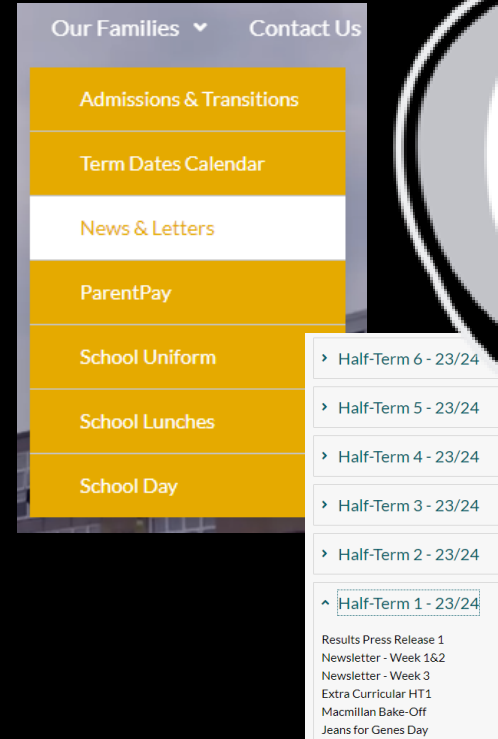 Our Families Contact Us
Admissions & Transitions
Term Dates Calendar
News & Letters
ParentPay
School Uniform
School Lunches
School Day
Half-Term 6 - 23/24
Half-Term 5 - 23/24
Half-Term 4 - 23/24
Half-Term 3 - 23/24
Half-Term 2 - 23/24
Half-Term 1 - 23/24
Results Press Release 1
Newsletter - Week 1&2
Newsletter - Week 3
Extra Curricular HT1
Macmillan Bake-Off
Jeans for Genes Day